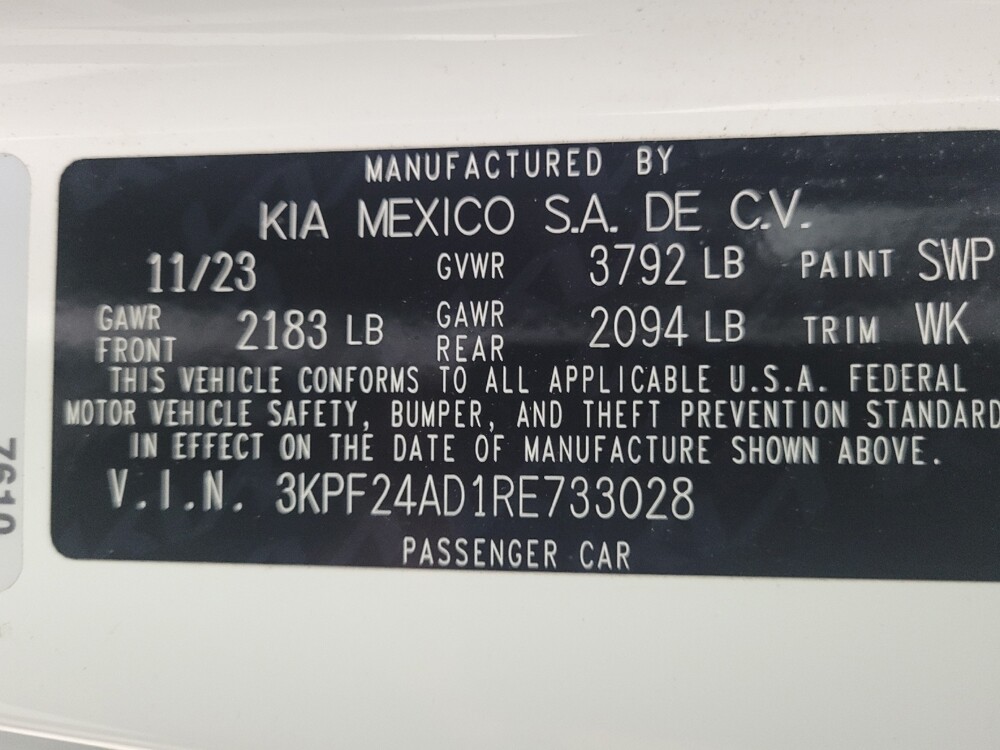 MANUFACTURED BY
KIA MEXICO S.A. DE C.V.
11/23 GVWR 3792 LB PAINT SWP
GAWR FRONT 2183 LB GAWR REAR 2094 LB TRIM WK
THIS VEHICLE CONFORMS TO ALL APPLICABLE U.S.A. FEDERAL
MOTOR VEHICLE SAFETY, BUMPER, AND THEFT PREVENTION STANDARD
IN EFFECT ON THE DATE OF MANUFACTURE SHOWN ABOVE.
V.I.N. 3KPF24AD1RE733028
PASSENGER CAR